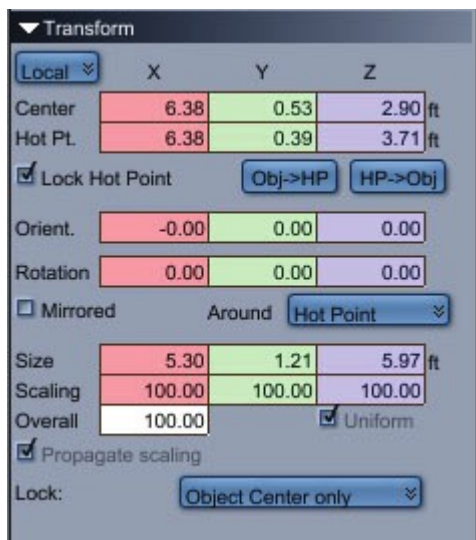 Transform
Local X Y Z
Center 6.38 0.53 2.90 ft
Hot Pt. 6.38 0.39 3.71 ft
Lock Hot Point Obj->HP HP->Obj
Orient. -0.00 0.00 0.00
Rotation 0.00 0.00 0.00
Mirrored Around Hot Point
Size 5.30 1.21 5.97 ft
Scaling 100.00 100.00 100.00
Overall 100.00 Uniform
Propagate scaling
Lock: Object Center only